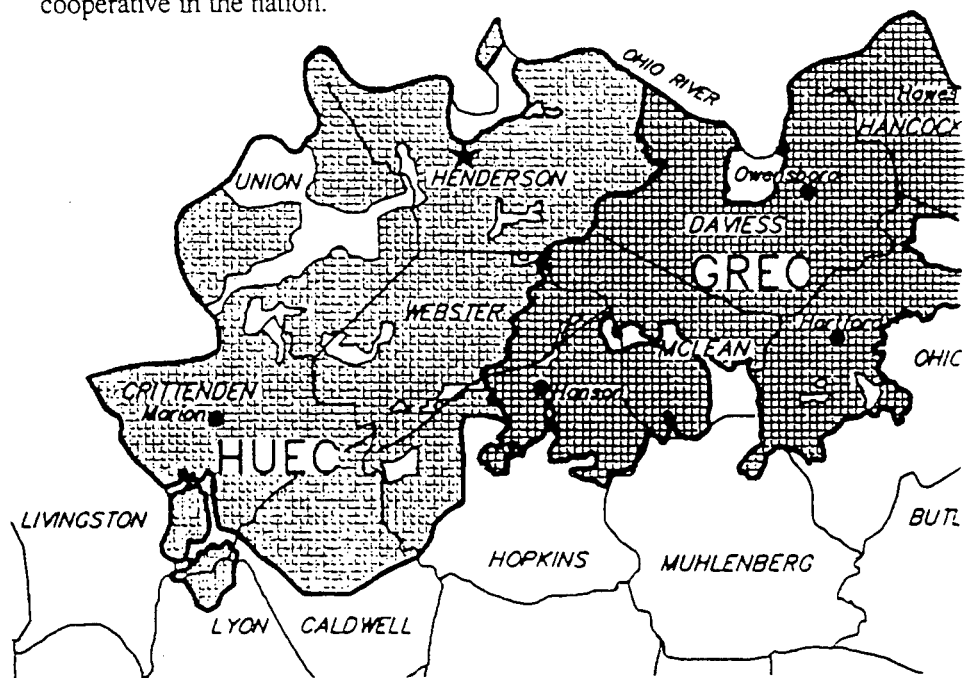 cooperative in the nation.
OHIO RIVER
Hawes
HANCOCK
UNION
HENDERSON
Owensboro
DAVIESS
GREC
WEBSTER
Hartford
MCLEAN
OHIO
CRITTENDEN
Marion
Hanson
HUEC
LIVINGSTON
BUTL
HOPKINS
MUHLENBERG
LYON
CALDWELL